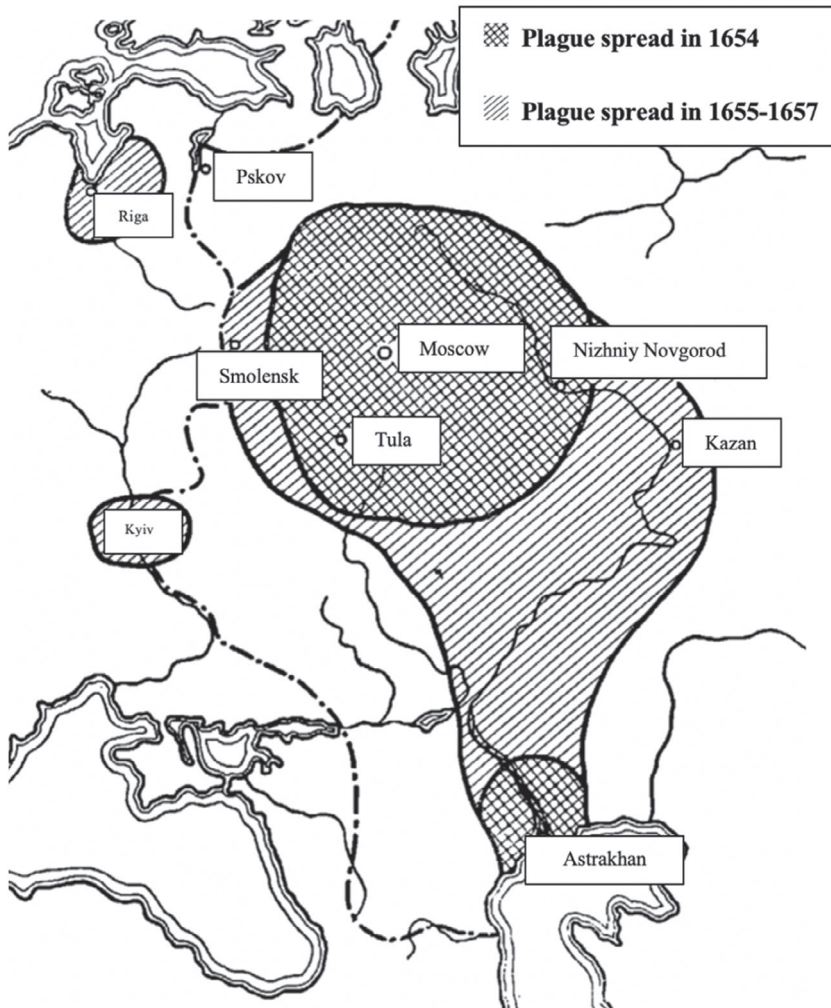 Plague spread in 1654
Plague spread in 1655-1657
Pskov
Riga
Moscow
Nizhniy Novgorod
Smolensk
Tula
Kazan
Kyiv
Astrakhan